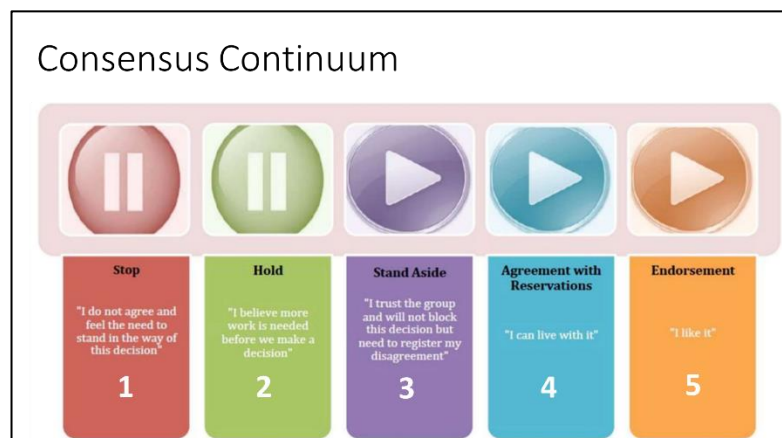 Consensus Continuum
Stop
"I do not agree and
feel the need to
stand in the way of
this decision"
1
Hold
"I believe more
work is needed
before we make a
decision"
2
Stand Aside
"I trust the group
and will not block
this decision but
need to register my
disagreement"
3
Agreement with
Reservations
"I can live with it"
4
Endorsement
"I like it"
5